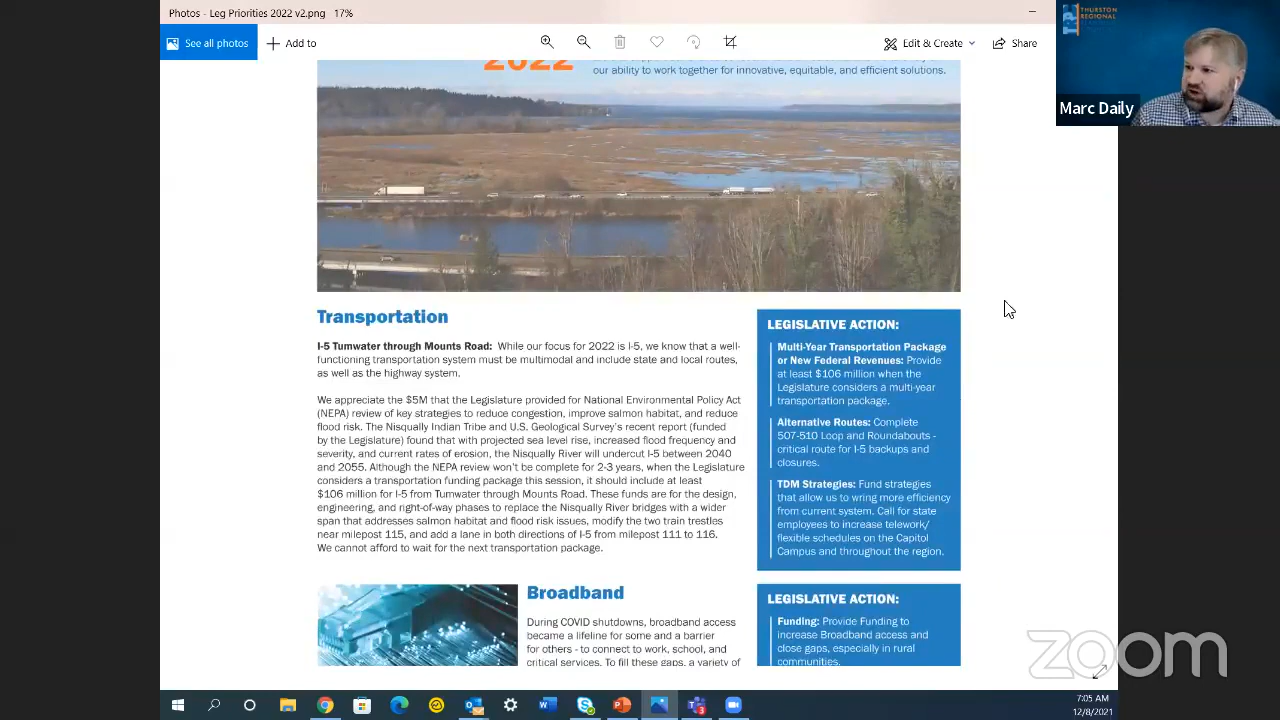 Photos - Leg Priorities 2022 v2.png 17%
THURSTON
REGIONAL
See all photos
Add to
Edit & Create
Share
Marc Daily
2022
our ability to work together for innovative, equitable, and efficient solutions.
Transportation
I-5 Tumwater through Mounts Road: While our focus for 2022 is I-5, we know that a well-
functioning transportation system must be multimodal and include state and local routes,
as well as the highway system.
We appreciate the $5M that the Legislature provided for National Environmental Policy Act
(NEPA) review of key strategies to reduce congestion, improve salmon habitat, and reduce
flood risk. The Nisqually Indian Tribe and U.S. Geological Survey's recent report (funded
by the Legislature) found that with projected sea level rise, increased flood frequency and
severity, and current rates of erosion, the Nisqually River will undercut I-5 between 2040
and 2055. Although the NEPA review won't be complete for 2-3 years, when the Legislature
considers a transportation funding package this session, it should include at least
$106 million for I-5 from Tumwater through Mounts Road. These funds are for the design,
engineering, and right-of-way phases to replace the Nisqually River bridges with a wider
span that addresses salmon habitat and flood risk issues, modify the two train trestles
near milepost 115, and add a lane in both directions of I-5 from milepost 111 to 116.
We cannot afford to wait for the next transportation package.
LEGISLATIVE ACTION:
Multi-Year Transportation Package
or New Federal Revenues: Provide
at least $106 million when the
Legislature considers a multi-year
transportation package.
Alternative Routes: Complete
507-510 Loop and Roundabouts -
critical route for I-5 backups and
closures.
TDM Strategies: Fund strategies
that allow us to wring more efficiency
from current system. Call for state
employees to increase telework/
flexible schedules on the Capitol
Campus and throughout the region.
Broadband
During COVID shutdowns, broadband access
became a lifeline for some and a barrier
for others - to connect to work, school, and
critical services. To fill these gaps, a variety of
LEGISLATIVE ACTION:
Funding: Provide Funding to
increase Broadband access and
close gaps, especially in rural
communities.
zoom
7:05 AM
12/8/2021